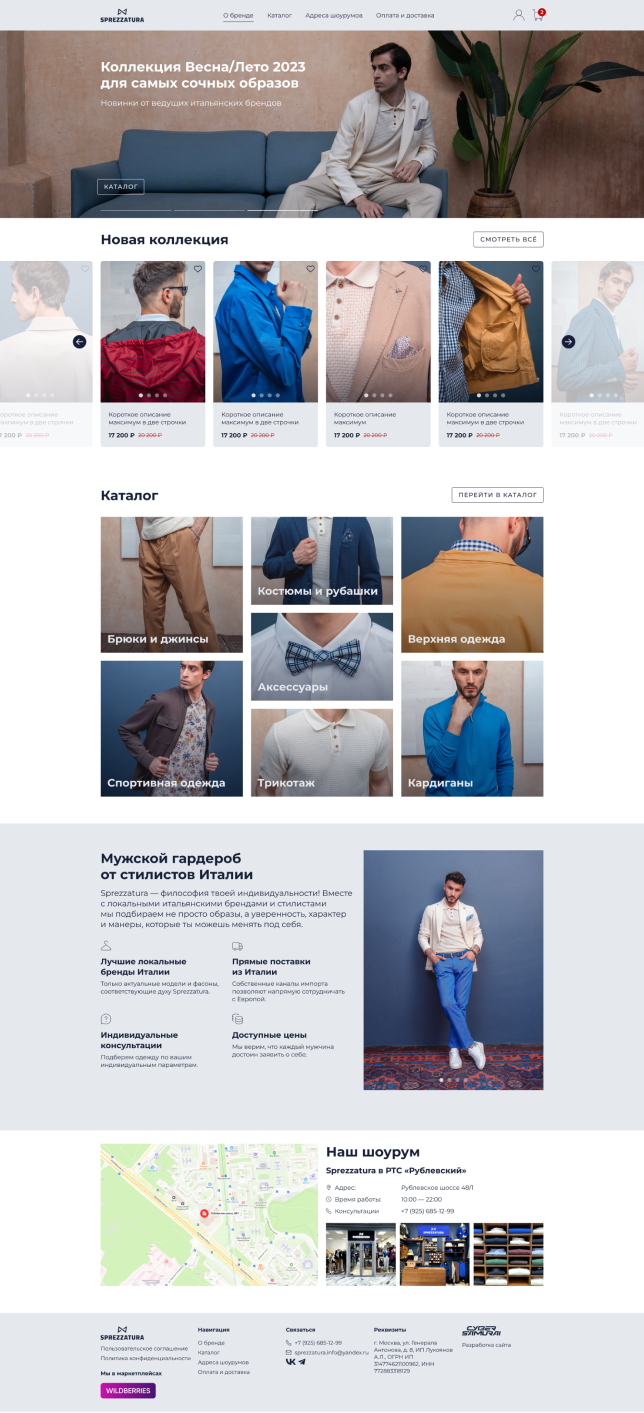 SPREZZATURA
О бренде Каталог Адреса шоурумов Оплата и доставка
2
Коллекция Весна/Лето 2023
для самых сочных образов
Новинки от ведущих итальянских брендов
КАТАЛОГ
Новая коллекция
СМОТРЕТЬ ВСЁ
Короткое описание
максимум в две строчки
17 200 ₽ 20 200 ₽
Короткое описание
максимум в две строчки
17 200 ₽ 20 200 ₽
Короткое описание
максимум в две строчки
17 200 ₽ 20 200 ₽
Короткое описание
максимум
17 200 ₽ 20 200 ₽
Короткое описание
максимум в две строчки
17 200 ₽ 20 200 ₽
Короткое описание
максимум в две строчки
17 200 ₽ 20 200 ₽
Каталог
ПЕРЕЙТИ В КАТАЛОГ
Брюки и джинсы
Костюмы и рубашки
Верхняя одежда
Аксессуары
Спортивная одежда
Трикотаж
Кардиганы
Мужской гардероб
от стилистов Италии
Sprezzatura — философия твоей индивидуальности! Вместе
с локальными итальянскими брендами и стилистами
мы подбираем не просто образы, а уверенность, характер
и манеры, которые ты можешь менять под себя.
Лучшие локальные
бренды Италии
Только актуальные модели и фасоны,
соответствующие духу Sprezzatura.
Прямые поставки
из Италии
Собственные каналы импорта
позволяют напрямую сотрудничать
с Европой.
Индивидуальные
консультации
Подберем одежду по вашим
индивидуальным параметрам.
Доступные цены
Мы верим, что каждый мужчина
достоин заявить о себе.
Наш шоурум
Sprezzatura в РТС «Рублевский»
Адрес: Рублевское шоссе 48/1
Время работы: 10:00 — 22:00
Консультации +7 (925) 685-12-99
SPREZZATURA
Пользовательское соглашение
Политика конфиденциальности
Мы в маркетплейсах
WILDBERRIES
Навигация
О бренде
Каталог
Адреса шоурумов
Оплата и доставка
Связаться
+7 (925) 685-12-99
sprezzatura.info@yandex.ru
Реквизиты
г. Москва, ул. Генерала
Антонова, д. 8, ИП Лукоянов
А.Л., ОГРН ИП
314774621100962, ИНН
772883318129
CYBER
SAMURAI
Разработка сайта